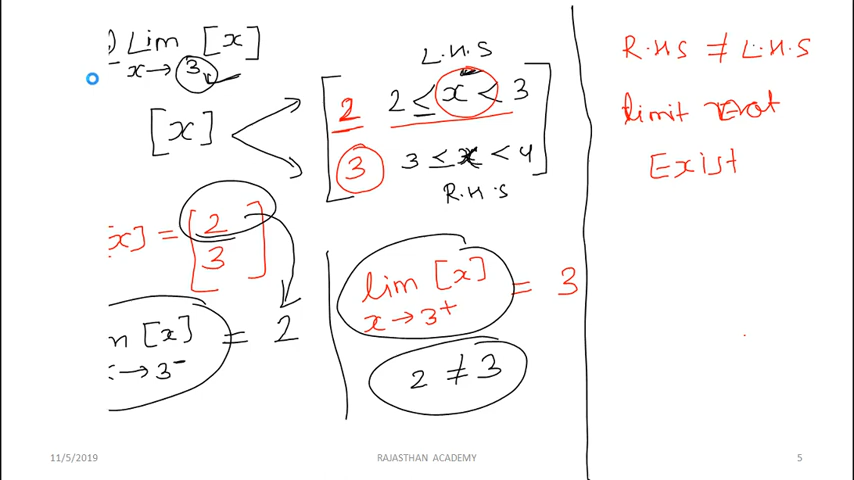 ) Lim [x]
x → 3
[x]
L.H.S
2 2 ≤ x < 3
3 3 ≤ x < 4
R.H.S
x] = [2
3]
m [x] = 2
x → 3⁻
lim [x] = 3
x → 3⁺
2 ≠ 3
R.H.S ≠ L.H.S
limit not
Exist
11/5/2019
RAJASTHAN ACADEMY
5